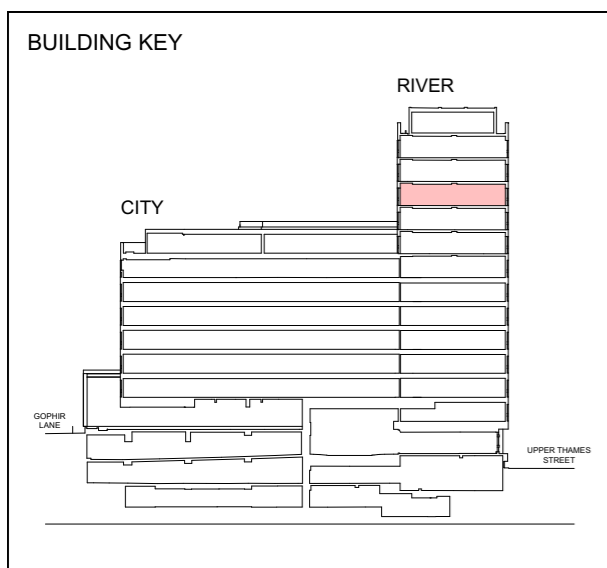 BUILDING KEY
RIVER
CITY
GOPHIR
LANE
UPPER THAMES
STREET